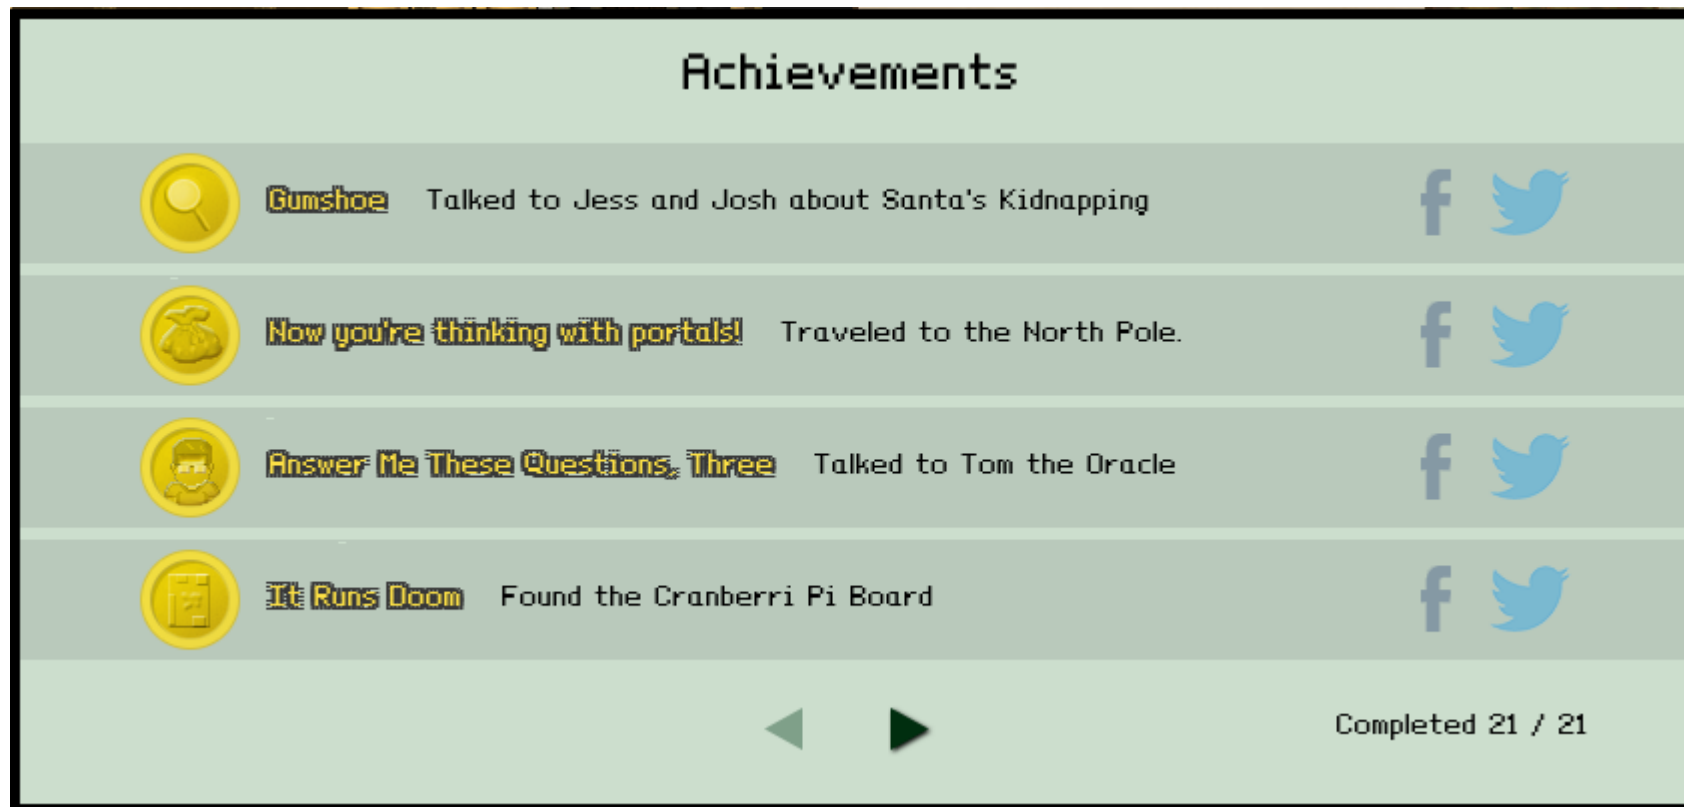 Achievements
Gumshoe Talked to Jess and Josh about Santa's Kidnapping
Now you're thinking with portals! Traveled to the North Pole.
Answer Me These Questions, Three Talked to Tom the Oracle
It Runs Doom Found the Cranberri Pi Board
Completed 21 / 21